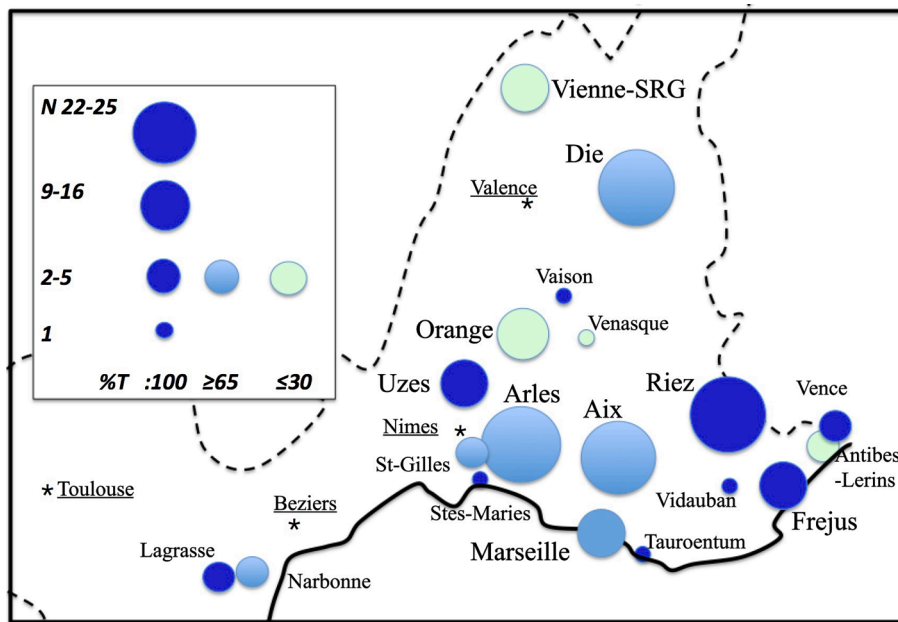 Vienne-SRG
N 22-25
Die
Valence
*
9-16
2-5
Vaison
1
Orange
Venasque
%T :100 ≥65 ≤30
Uzes
Arles
Riez
Vence
Aix
Nimes *
Antibes
-Lerins
St-Gilles
* Toulouse
Beziers
*
Stes-Maries
Vidauban
Frejus
Marseille
Tauroentum
Lagrasse
Narbonne